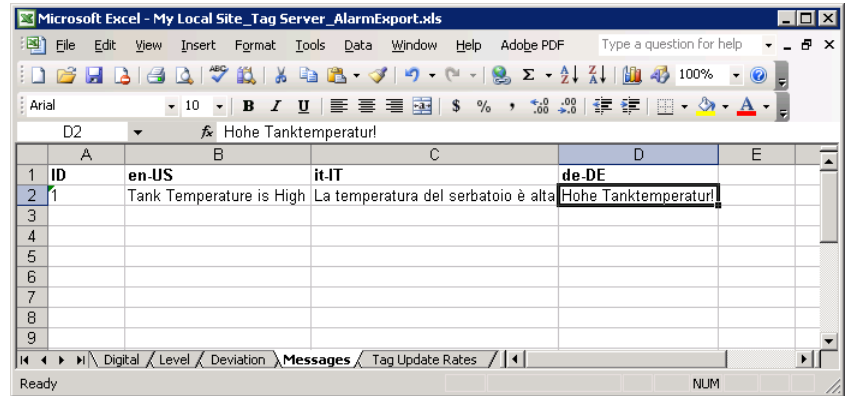 Microsoft Excel - My Local Site_Tag Server_AlarmExport.xls
File Edit View Insert Format Tools Data Window Help Adobe PDF Type a question for help
100%
Arial 10 B I U $ % ,
D2 fx Hohe Tanktemperatur!
A B C D E
1 ID en-US it-IT de-DE
2 1 Tank Temperature is High La temperatura del serbatoio è alta Hohe Tanktemperatur!
3
4
5
6
7
8
9
Digital Level Deviation Messages Tag Update Rates
Ready NUM